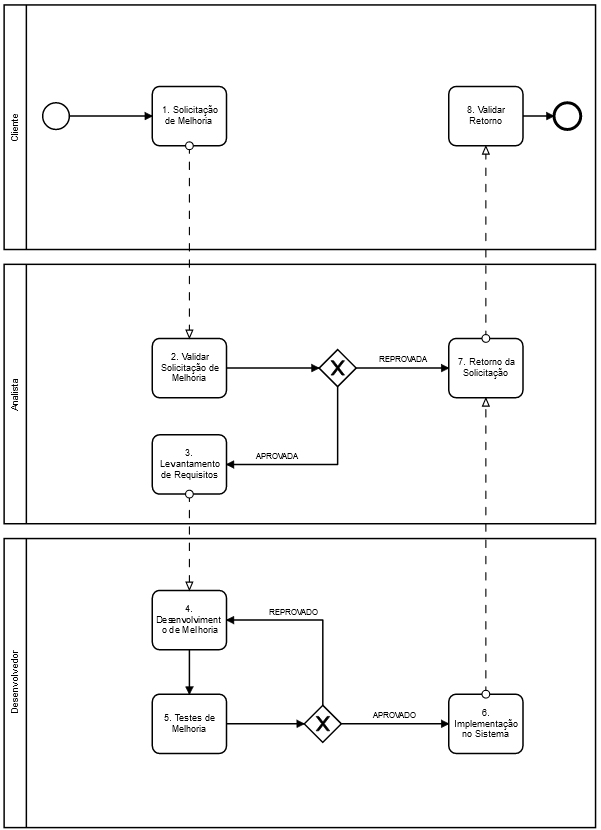 Cliente
1. Solicitação
de Melhoria
8. Validar
Retorno
Analista
2. Validar
Solicitação de
Melhoria
REPROVADA
7. Retorno da
Solicitação
APROVADA
3.
Levantamento
de Requisitos
Desenvolvedor
4.
Desenvolviment
o de Melhoria
REPROVADO
5. Testes de
Melhoria
APROVADO
6.
Implementação
no Sistema